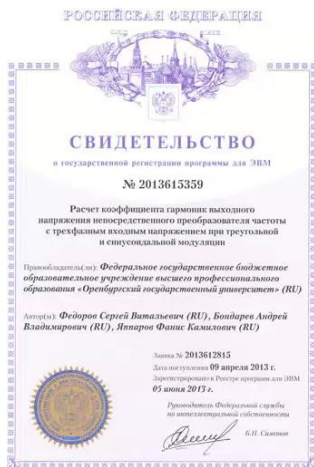 РОССИЙСКАЯ ФЕДЕРАЦИЯ
СВИДЕТЕЛЬСТВО
о государственной регистрации программы для ЭВМ
№ 2013615359
Расчет коэффициента гармоник выходного
напряжения непосредственного преобразователя частоты
с трехфазным входным напряжением при треугольной
и синусоидальной модуляции
Правообладатель(ли): Федеральное государственное бюджетное
образовательное учреждение высшего профессионального
образования «Оренбургский государственный университет» (RU)
Автор(ы): Федоров Сергей Витальевич (RU), Бондарев Андрей
Владимирович (RU), Яппаров Фанис Камилович (RU)
Заявка № 2013612815
Дата поступления 09 апреля 2013 г.
Зарегистрировано в Реестре программ для ЭВМ
05 июня 2013 г.
Руководитель Федеральной службы
по интеллектуальной собственности
Б.П. Симонов